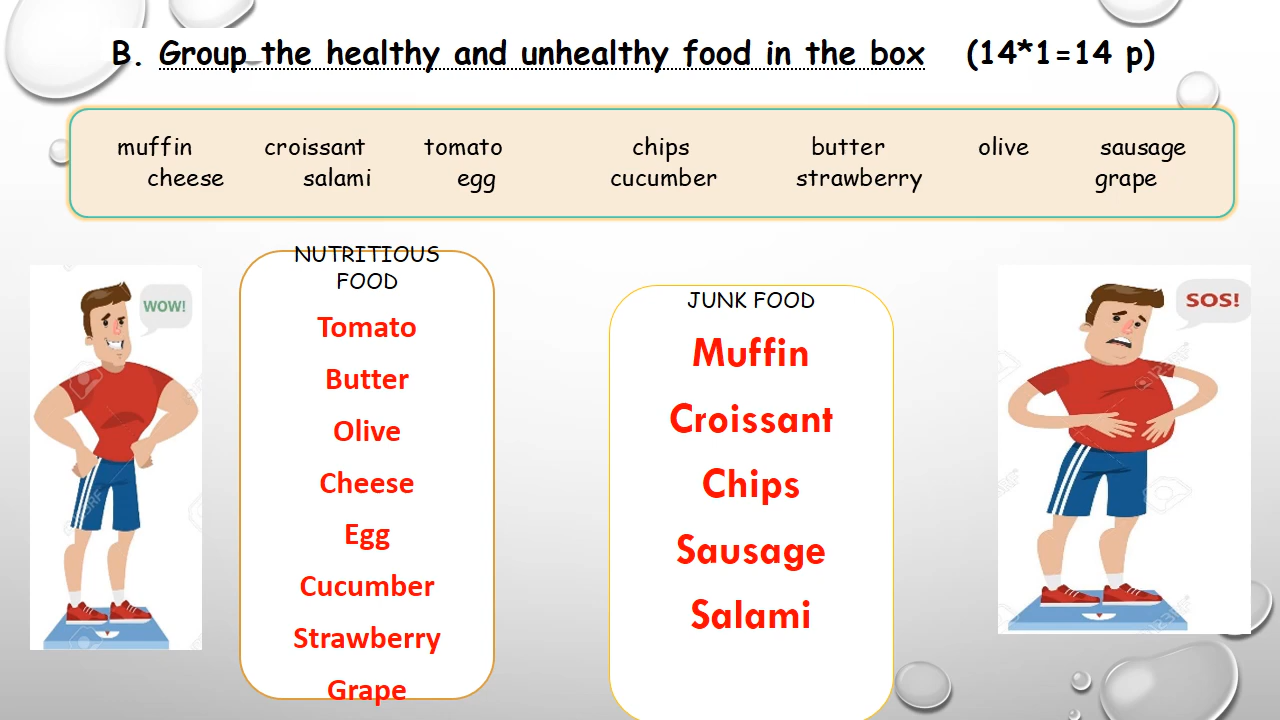 B. Group the healthy and unhealthy food in the box (14*1=14 p)
muffin croissant tomato chips butter olive sausage
cheese salami egg cucumber strawberry grape
NUTRITIOUS
FOOD
Tomato
Butter
Olive
Cheese
Egg
Cucumber
Strawberry
Grape
JUNK FOOD
Muffin
Croissant
Chips
Sausage
Salami
WOW!
SOS!